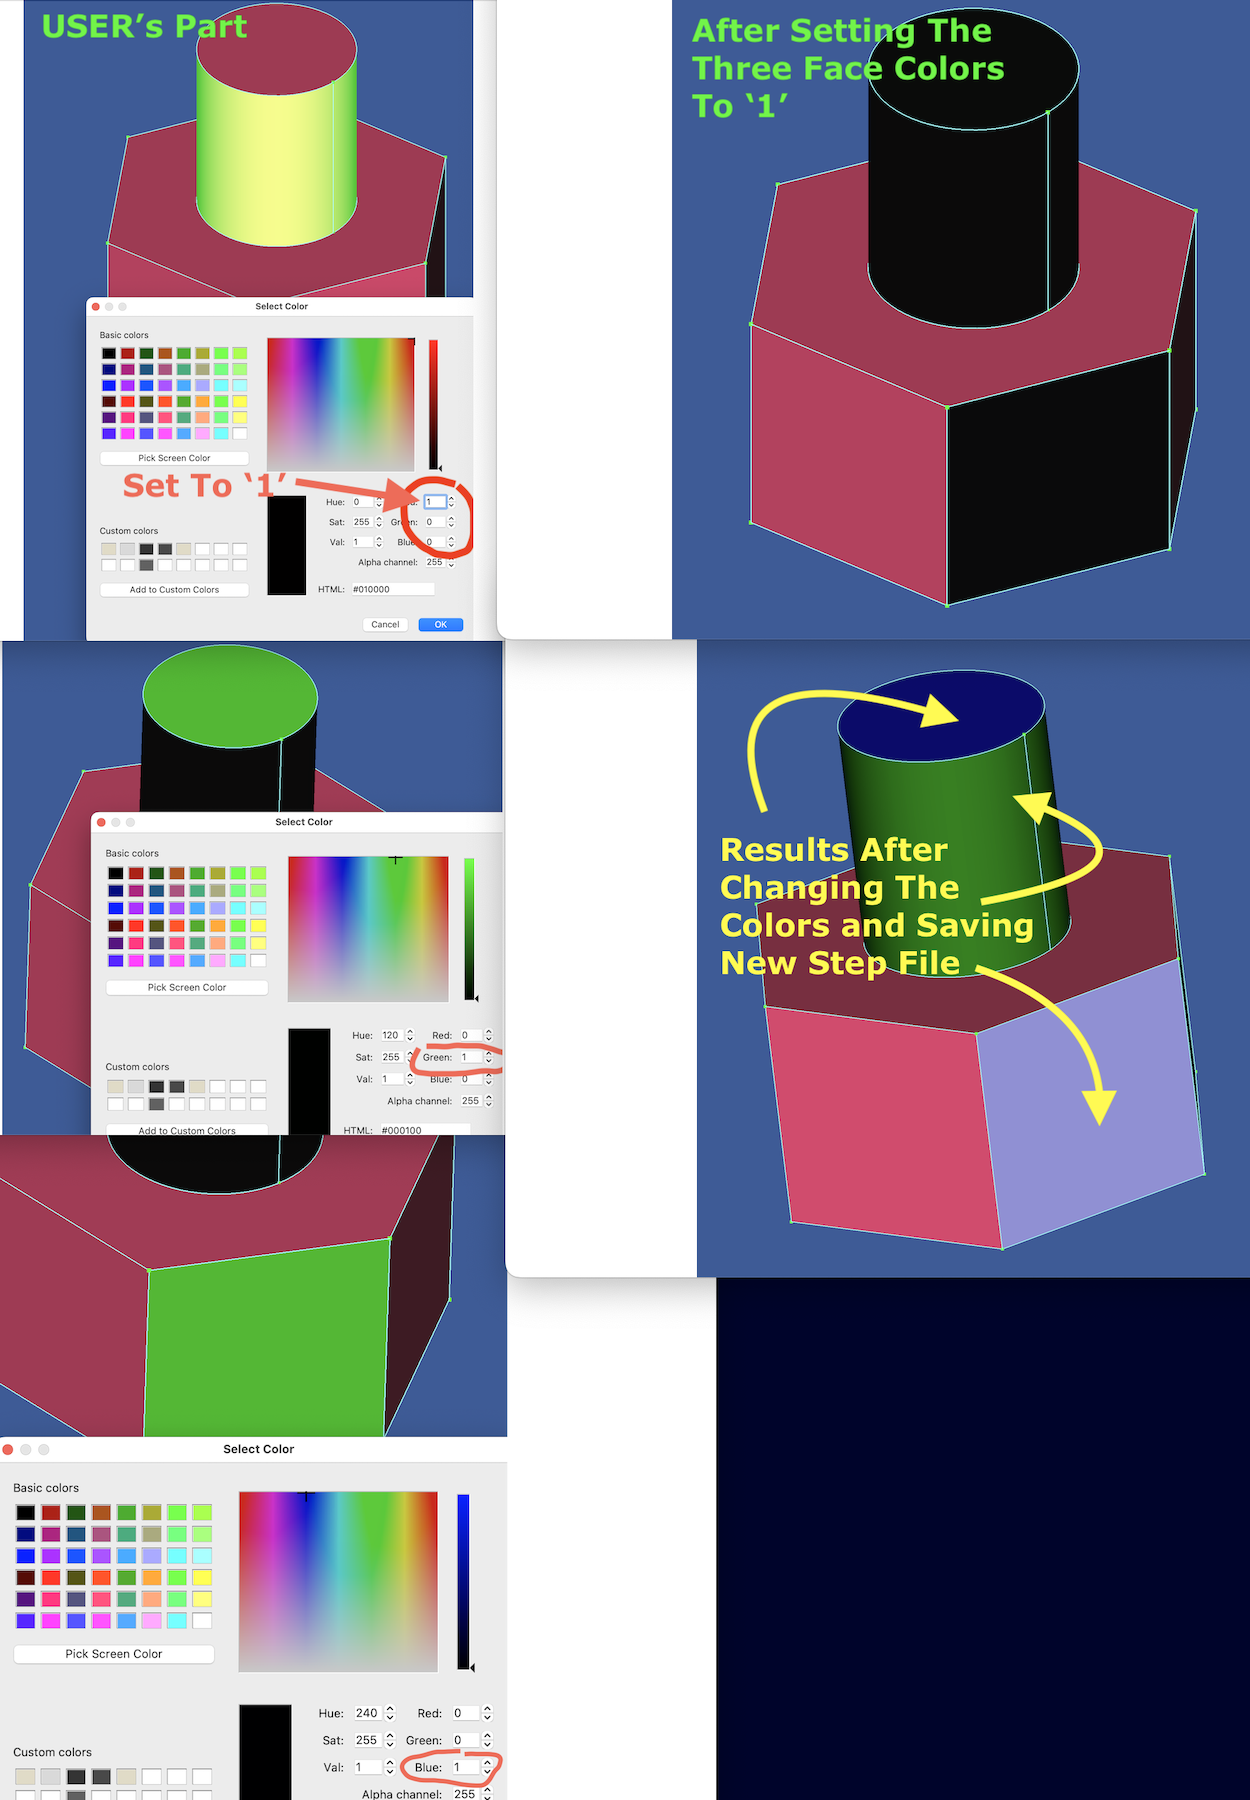 USER's Part
Select Color
Basic colors
Pick Screen Color
Set To ‘1’
Hue: 0
1
Sat: 255 Green: 0
Val: 1 Blue: 0
Custom colors
Alpha channel: 255
Add to Custom Colors
HTML: #010000
Cancel
OK
After Setting The
Three Face Colors
To ‘1’
Select Color
Basic colors
Pick Screen Color
Hue: 120 Red: 0
Sat: 255 Green: 1
Val: 1 Blue: 0
Custom colors
Alpha channel: 255
Add to Custom Colors
HTML: #000100
Results After
Changing The
Colors and Saving
New Step File
Select Color
Basic colors
Pick Screen Color
Hue: 240 Red: 0
Sat: 255 Green: 0
Val: 1 Blue: 1
Custom colors
Alpha channel: 255